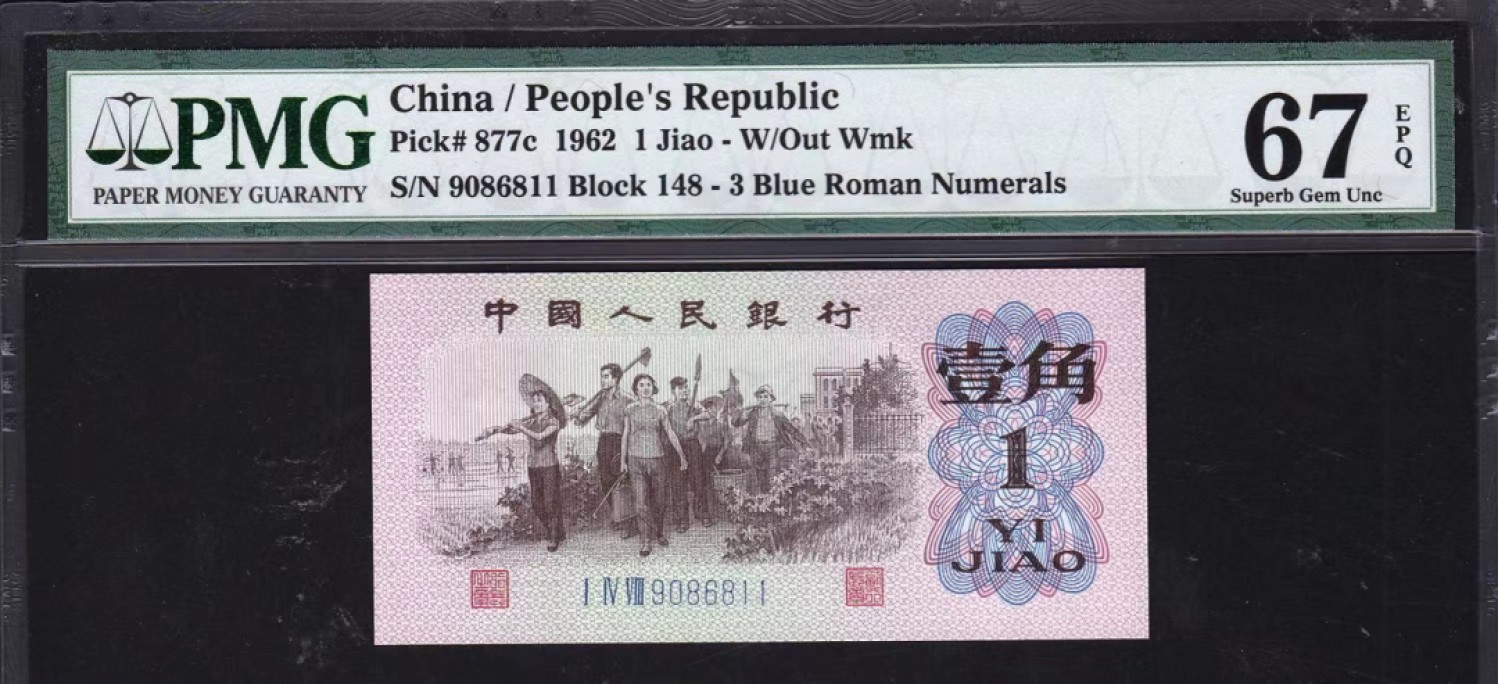 PMG
PAPER MONEY GUARANTY
China / People's Republic
Pick# 877c 1962 1 Jiao - W/Out Wmk
S/N 9086811 Block 148 - 3 Blue Roman Numerals
67
EPQ
Superb Gem Unc
中國人民銀行
壹角
1
YI
JIAO
I IV VIII 9086811